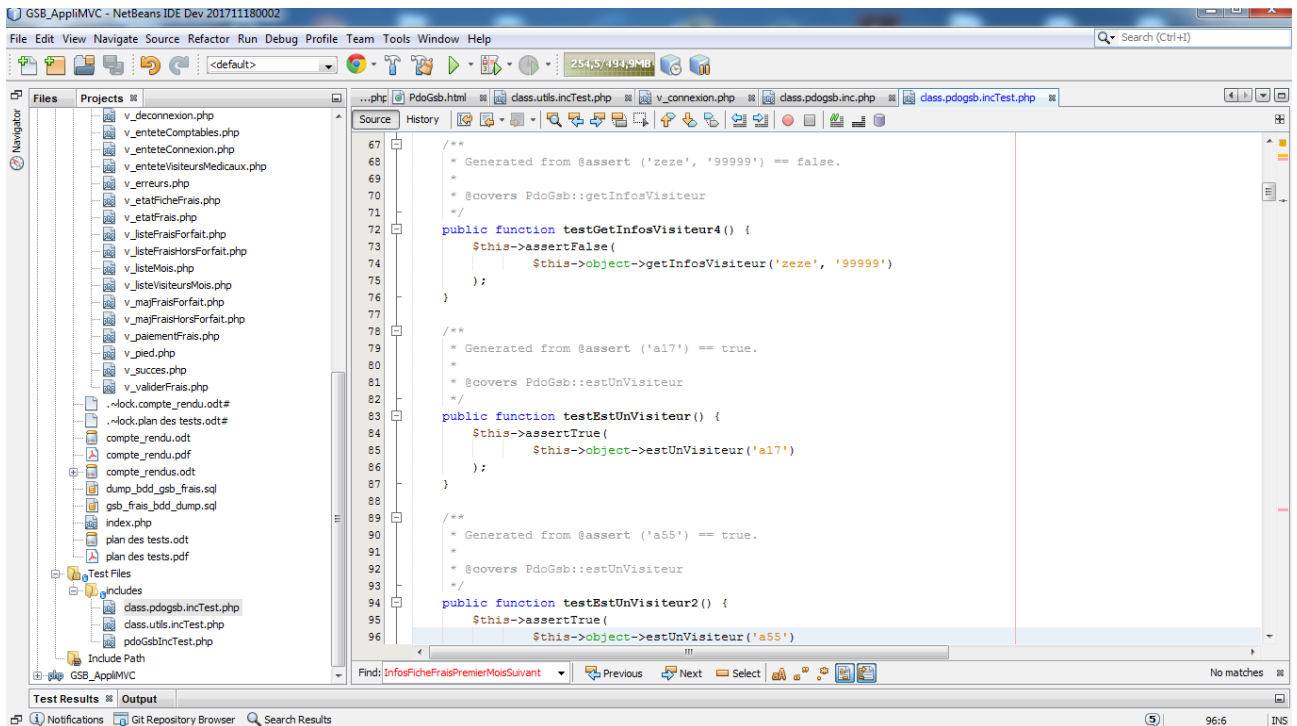 GSB_AppliMVC - NetBeans IDE Dev 201711180002
File Edit View Navigate Source Refactor Run Debug Profile Team Tools Window Help
Search (Ctrl+I)
<default>
254,5/494,9MB
Navigator
Files Projects
v_deconnexion.php
v_enteteComptables.php
v_enteteConnexion.php
v_enteteVisiteursMedicaux.php
v_erreurs.php
v_etatFicheFrais.php
v_etatFrais.php
v_listeFraisForfait.php
v_listeFraisHorsForfait.php
v_listeMois.php
v_listeVisiteursMois.php
v_majFraisForfait.php
v_majFraisHorsForfait.php
v_paiementFrais.php
v_pied.php
v_succes.php
v_validerFrais.php
.~lock.compte_rendu.odt#
.~lock.plan des tests.odt#
compte_rendu.odt
compte_rendu.pdf
compte_rendus.odt
dump_bdd_gsb_frais.sql
gsb_frais_bdd_dump.sql
index.php
plan des tests.odt
plan des tests.pdf
Test Files
includes
class.pdogsb.incTest.php
class.utils.incTest.php
pdoGsbIncTest.php
Include Path
php GSB_AppliMVC
...php PdoGsb.html class.utils.incTest.php v_connexion.php class.pdogsb.inc.php class.pdogsb.incTest.php
Source History
67 /**
68 * Generated from @assert ('zeze', '99999') == false.
69 *
70 * @covers PdoGsb::getInfosVisiteur
71 */
72 public function testGetInfosVisiteur4() {
73 $this->assertFalse(
74 $this->object->getInfosVisiteur('zeze', '99999')
75 );
76 }
77
78 /**
79 * Generated from @assert ('a17') == true.
80 *
81 * @covers PdoGsb::estUnVisiteur
82 */
83 public function testEstUnVisiteur() {
84 $this->assertTrue(
85 $this->object->estUnVisiteur('a17')
86 );
87 }
88
89 /**
90 * Generated from @assert ('a55') == true.
91 *
92 * @covers PdoGsb::estUnVisiteur
93 */
94 public function testEstUnVisiteur2() {
95 $this->assertTrue(
96 $this->object->estUnVisiteur('a55')
Find: InfosFicheFraisPremierMoisSuivant Previous Next Select No matches
Test Results Output
Notifications Git Repository Browser Search Results 5 96:6 INS